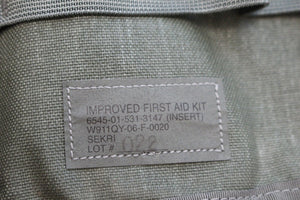 IMPROVED FIRST AID KIT
6545-01-531-3147 (INSERT)
W911QY-06-F-0020
SEKRI
LOT # 022